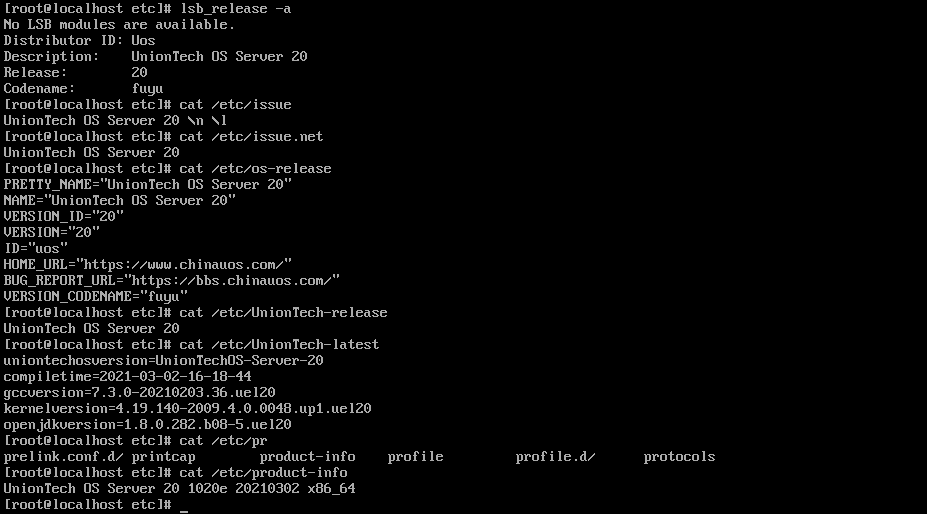 [root@localhost etc]# lsb_release -a
No LSB modules are available.
Distributor ID: Uos
Description:    UnionTech OS Server 20
Release:        20
Codename:       fuyu
[root@localhost etc]# cat /etc/issue
UnionTech OS Server 20 \n \l
[root@localhost etc]# cat /etc/issue.net
UnionTech OS Server 20
[root@localhost etc]# cat /etc/os-release
PRETTY_NAME="UnionTech OS Server 20"
NAME="UnionTech OS Server 20"
VERSION_ID="20"
VERSION="20"
ID="uos"
HOME_URL="https://www.chinauos.com/"
BUG_REPORT_URL="https://bbs.chinauos.com/"
VERSION_CODENAME="fuyu"
[root@localhost etc]# cat /etc/UnionTech-release
UnionTech OS Server 20
[root@localhost etc]# cat /etc/UnionTech-latest
uniontechosversion=UnionTechOS-Server-20
compiletime=2021-03-02-16-18-44
gccversion=7.3.0-20210203.36.uel20
kernelversion=4.19.140-2009.4.0.0048.up1.uel20
openjdkversion=1.8.0.282.b08-5.uel20
[root@localhost etc]# cat /etc/pr
prelink.conf.d/ printcap        product-info    profile         profile.d/      protocols
[root@localhost etc]# cat /etc/product-info
UnionTech OS Server 20 1020e 20210302 x86_64
[root@localhost etc]# _